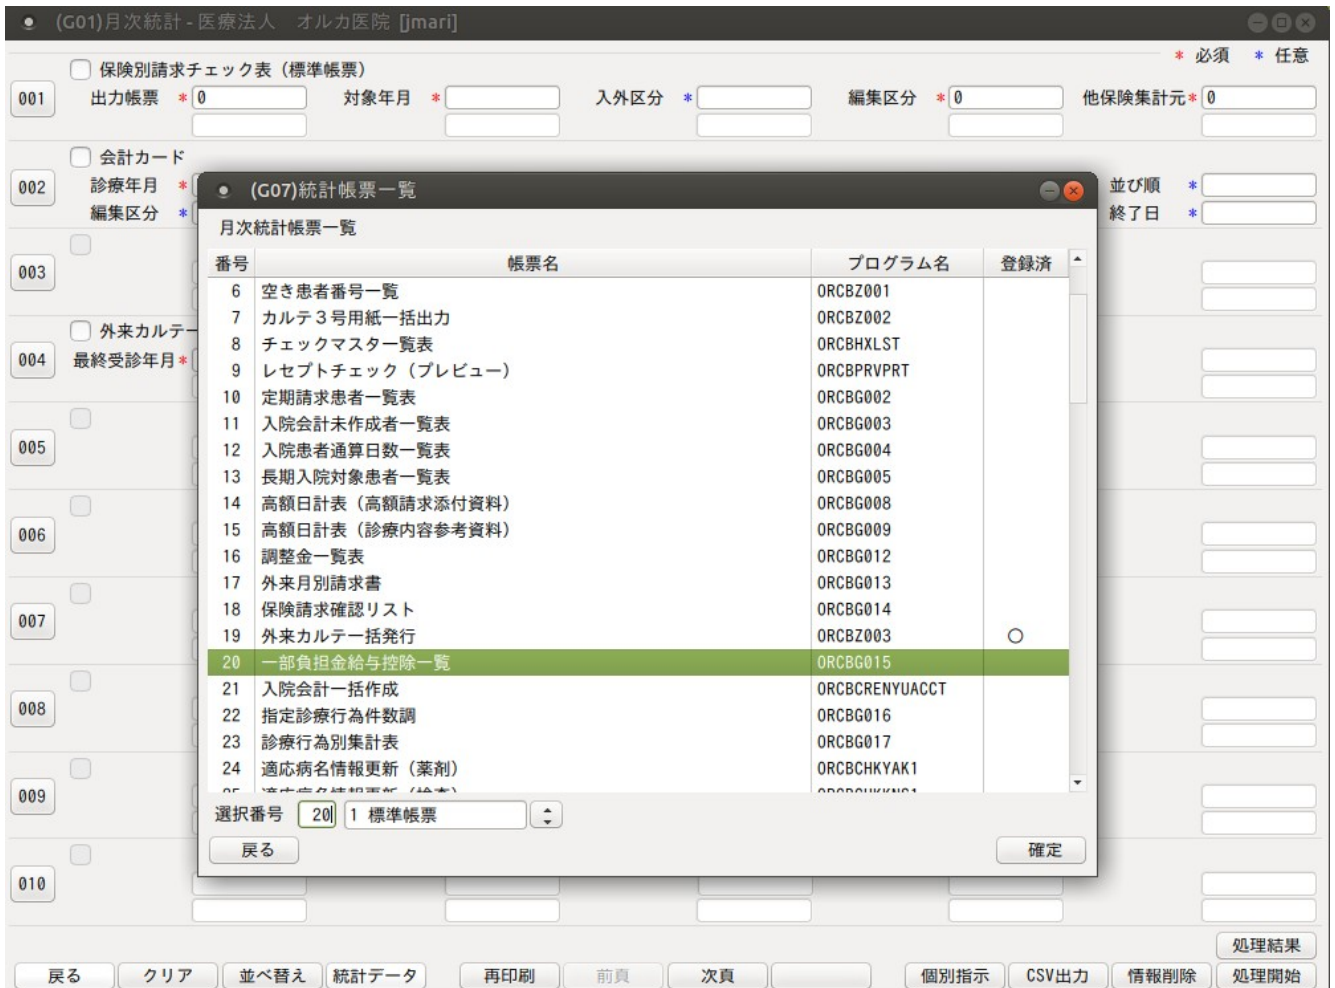 (G01)月次統計 - 医療法人　オルカ医院 [jmari]
* 必須 * 任意
保険別請求チェック表（標準帳票）
001 出力帳票 * 0 対象年月 * 入外区分 * 編集区分 * 0 他保険集計元* 0
会計カード
002 診療年月 * 並び順 *
編集区分 * 終了日 *
003
外来カルテ一
004 最終受診年月*
005
006
007
008
009
010
(G07)統計帳票一覧
月次統計帳票一覧
番号 帳票名 プログラム名 登録済
6 空き患者番号一覧 ORCBZ001
7 カルテ３号用紙一括出力 ORCBZ002
8 チェックマスタ一覧表 ORCBHXLST
9 レセプトチェック（プレビュー） ORCBPRVPRT
10 定期請求患者一覧表 ORCBG002
11 入院会計未作成者一覧表 ORCBG003
12 入院患者通算日数一覧表 ORCBG004
13 長期入院対象患者一覧表 ORCBG005
14 高額日計表（高額請求添付資料） ORCBG008
15 高額日計表（診療内容参考資料） ORCBG009
16 調整金一覧表 ORCBG012
17 外来月別請求書 ORCBG013
18 保険請求確認リスト ORCBG014
19 外来カルテ一括発行 ORCBZ003 ○
20 一部負担金給与控除一覧 ORCBG015
21 入院会計一括作成 ORCBCRENYUACCT
22 指定診療行為件数調 ORCBG016
23 診療行為別集計表 ORCBG017
24 適応病名情報更新（薬剤） ORCBCHKYAK1
選択番号 20 1 標準帳票
戻る 確定
処理結果
戻る クリア 並べ替え 統計データ 再印刷 前頁 次頁 個別指示 CSV出力 情報削除 処理開始